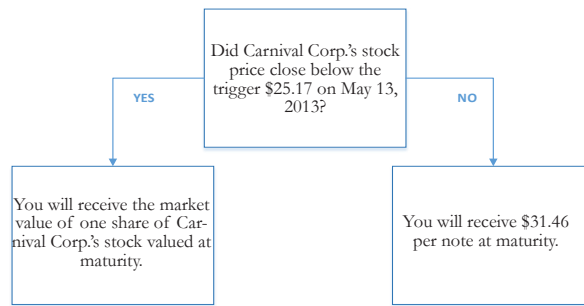 Did Carnival Corp.'s stock
price close below the
trigger $25.17 on May 13,
2013?
YES
NO
You will receive the market
value of one share of Car-
nival Corp.'s stock valued at
maturity.
You will receive $31.46
per note at maturity.